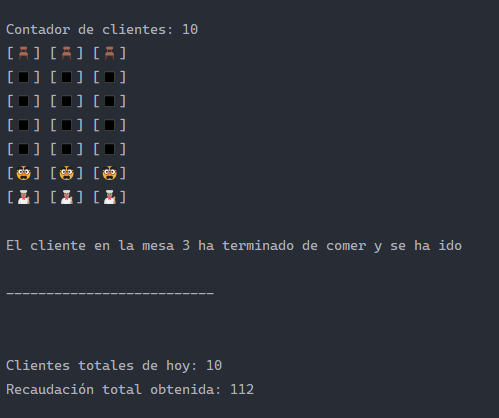 Contador de clientes: 10
[🪑] [🪑] [🪑]
[⬛] [⬛] [⬛]
[⬛] [⬛] [⬛]
[⬛] [⬛] [⬛]
[⬛] [⬛] [⬛]
[🤡] [🤡] [🤡]
[👨‍🍳] [👨‍🍳] [👨‍🍳]
El cliente en la mesa 3 ha terminado de comer y se ha ido
__________________________
Clientes totales de hoy: 10
Recaudación total obtenida: 112